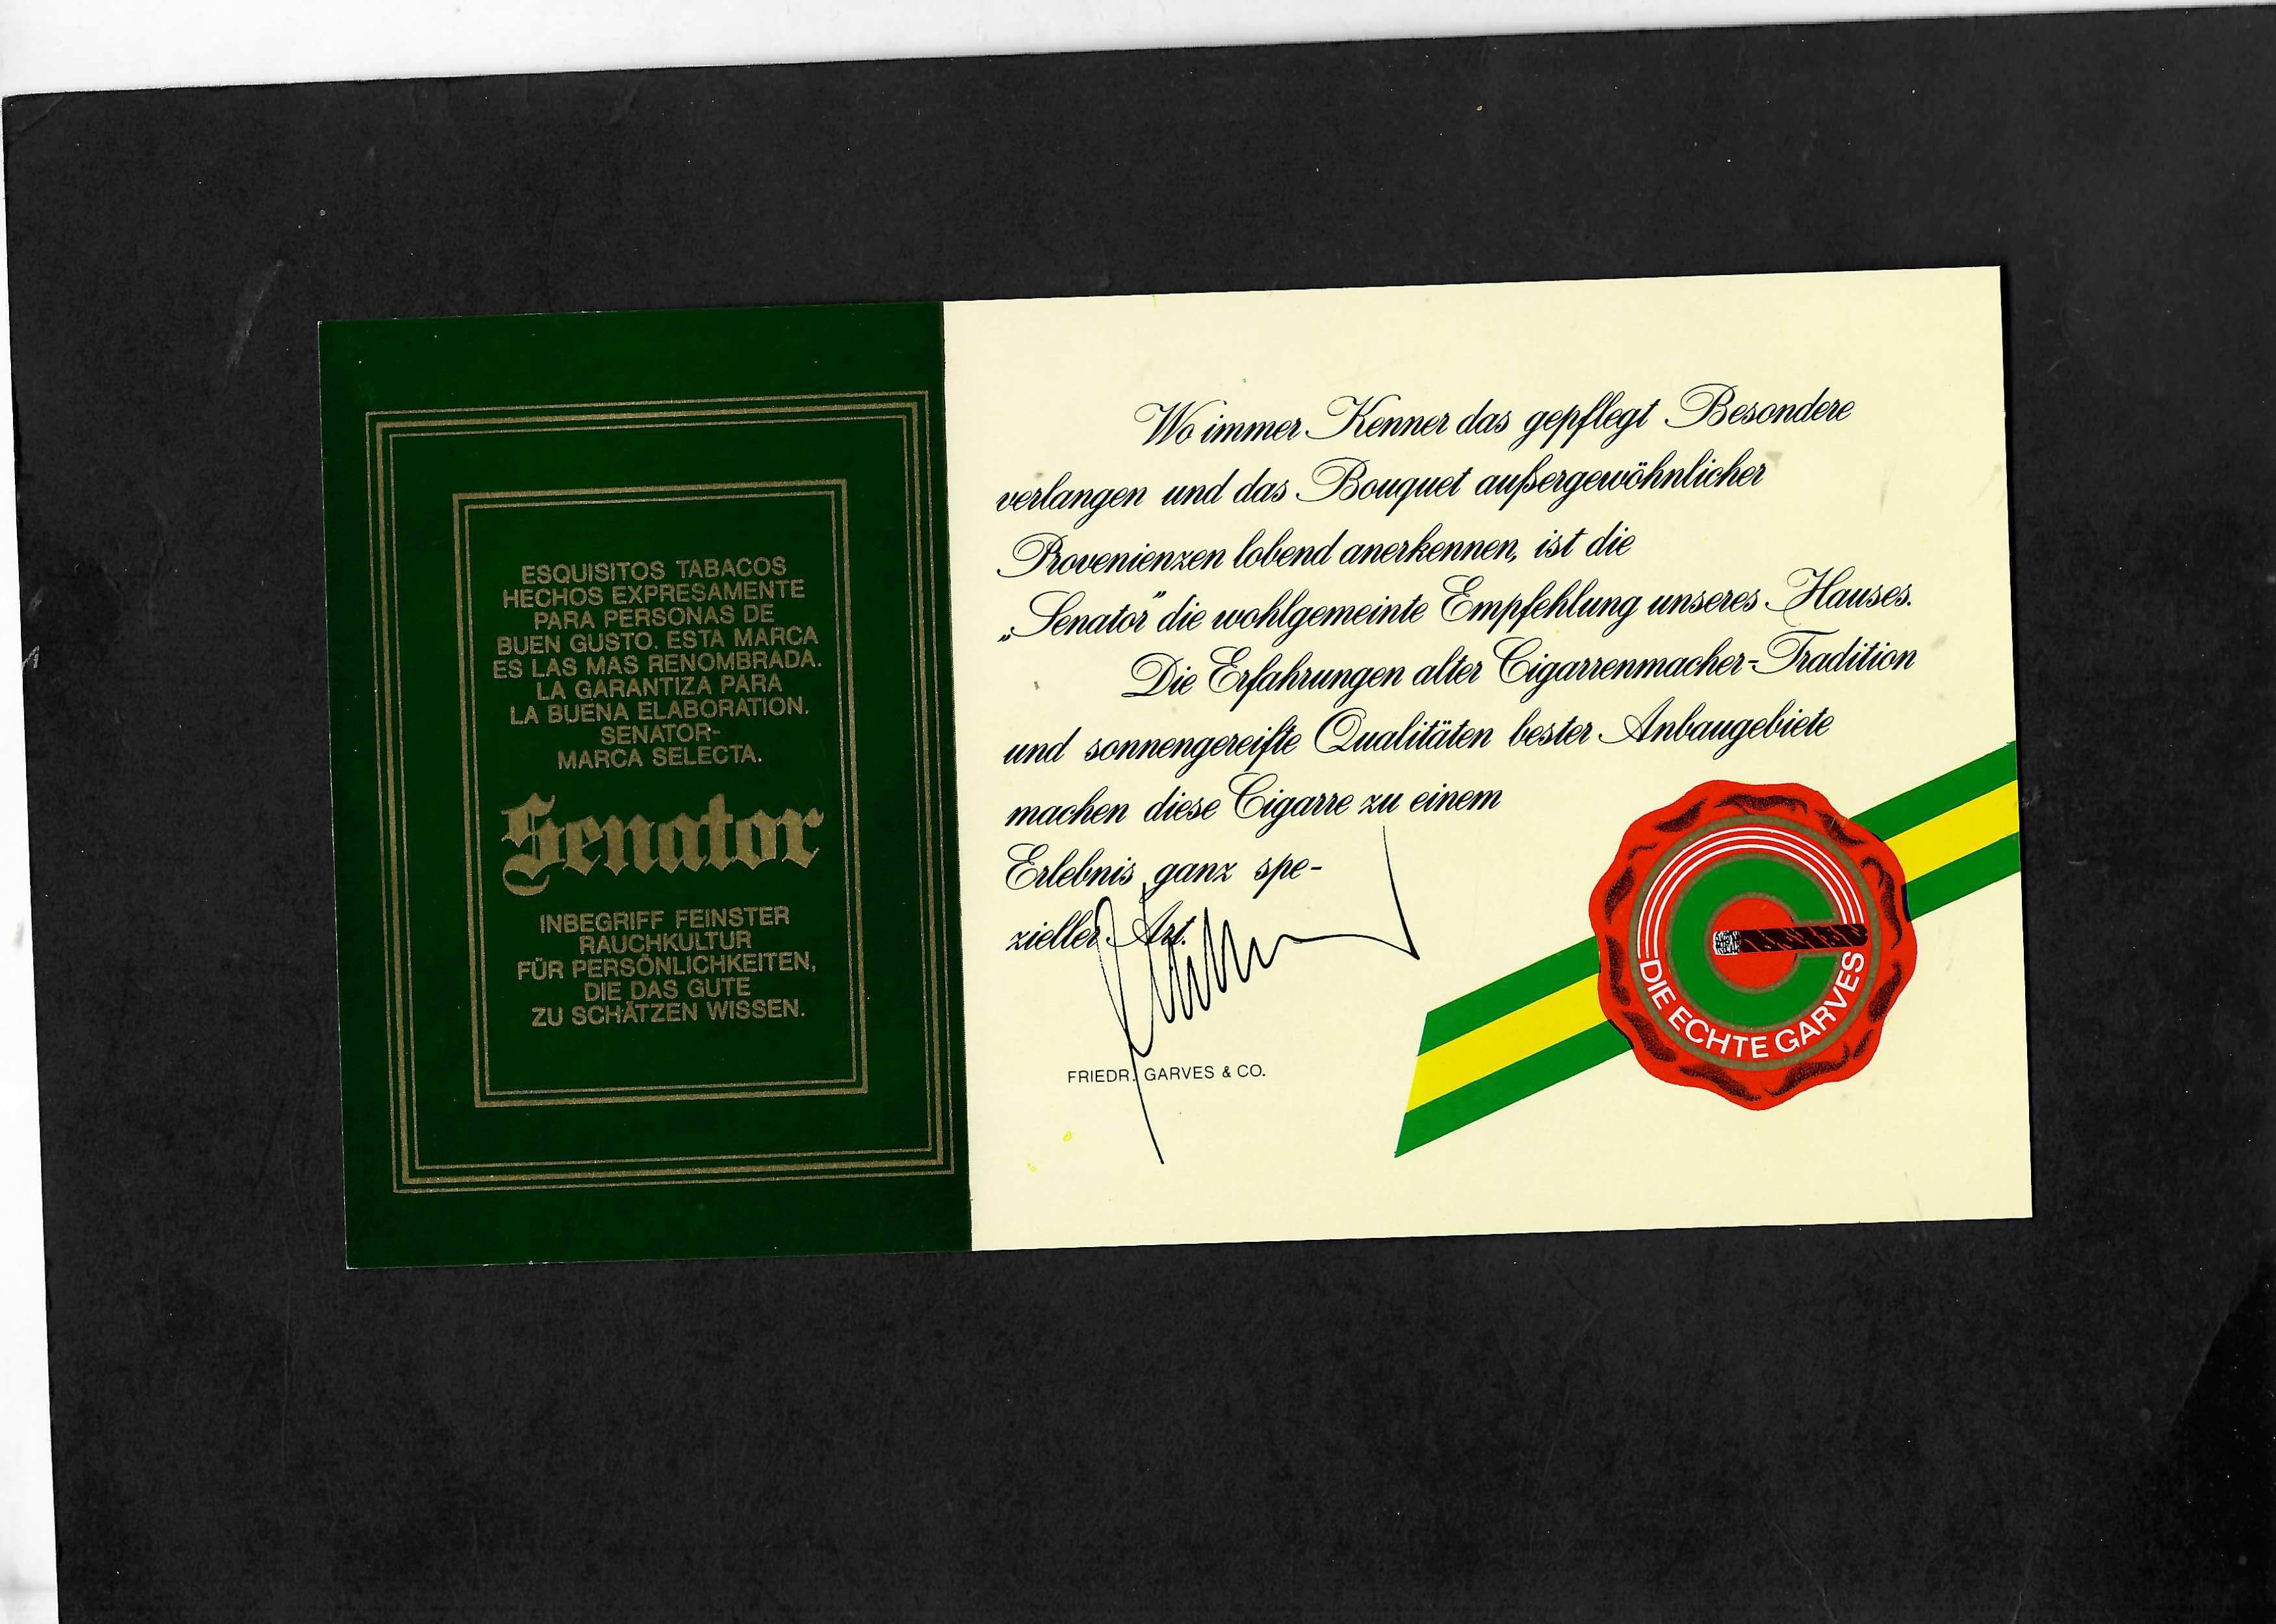 ESQUISITOS TABACOS
HECHOS EXPRESAMENTE
PARA PERSONAS DE
BUEN GUSTO. ESTA MARCA
ES LAS MAS RENOMBRADA.
LA GARANTIZA PARA
LA BUENA ELABORATION.
SENATOR-
MARCA SELECTA.
Senator
INBEGRIFF FEINSTER
RAUCHKULTUR
FÜR PERSÖNLICHKEITEN,
DIE DAS GUTE
ZU SCHÄTZEN WISSEN.
Wo immer Kenner das gepflegt Besondere
verlangen und das Bouquet außergewöhnlicher
Provenienzen lobend anerkennen, ist die
„Senator“ die wohlgemeinte Empfehlung unseres Hauses.
Die Erfahrungen alter Cigarrenmacher-Tradition
und sonnengereifte Qualitäten bester Anbaugebiete
machen diese Cigarre zu einem
Erlebnis ganz spe-
zieller Art.
FRIEDR. GARVES & CO.
DIE ECHTE GARVES